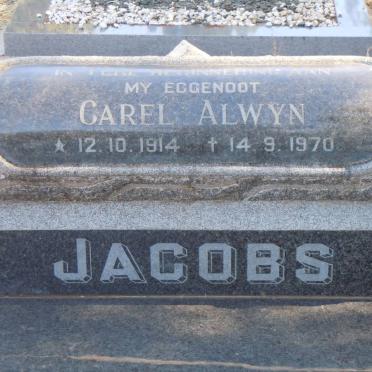 MY EGGENOOT
CAREL ALWYN
* 12.10.1914 † 14.9.1970
JACOBS